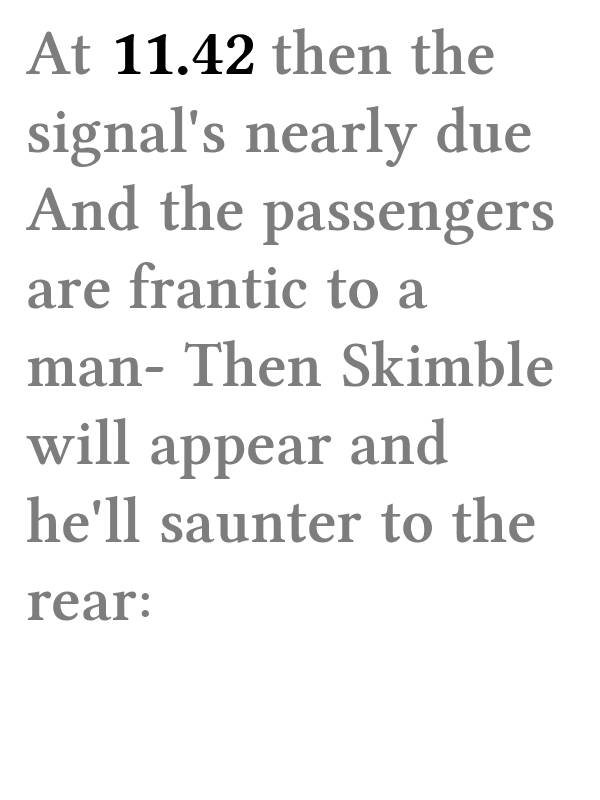 At 11.42 then the
signal's nearly due
And the passengers
are frantic to a
man- Then Skimble
will appear and
he'll saunter to the
rear: